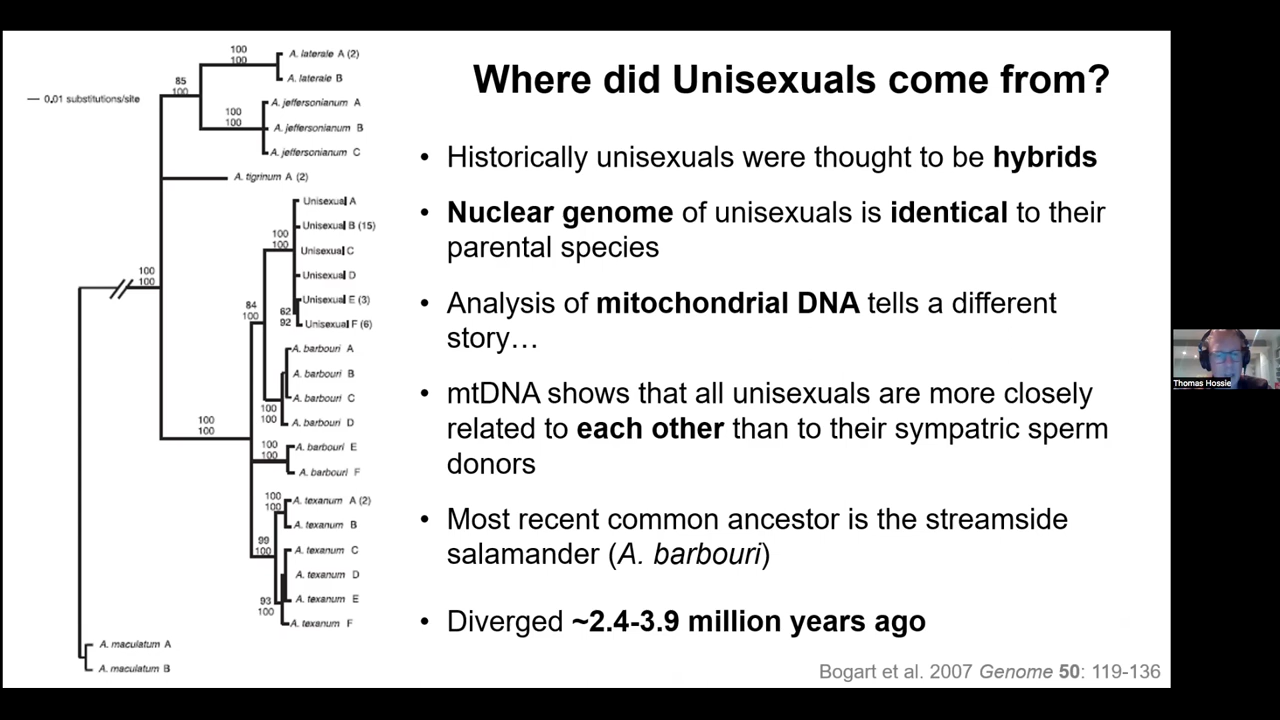 Where did Unisexuals come from?
• Historically unisexuals were thought to be hybrids
• Nuclear genome of unisexuals is identical to their
parental species
• Analysis of mitochondrial DNA tells a different
story…
• mtDNA shows that all unisexuals are more closely
related to each other than to their sympatric sperm
donors
• Most recent common ancestor is the streamside
salamander (A. barbouri)
• Diverged ~2.4-3.9 million years ago
Bogart et al. 2007 Genome 50: 119-136
0.01 substitutions/site
100
100
A. laterale A (2)
A. laterale B
85
100
A. jeffersonianum A
100
100
A. jeffersonianum B
A. jeffersonianum C
A. tigrinum A (2)
Unisexual A
Unisexual B (15)
100
100
Unisexual C
100
100
Unisexual D
84
100
Unisexual E (3)
62
92
Unisexual F (6)
A. barbouri A
A. barbouri B
A. barbouri C
100
100
A. barbouri D
100
100
A. barbouri E
100
100
A. barbouri F
100
100
A. texanum A (2)
A. texanum B
99
100
A. texanum C
A. texanum D
A. texanum E
93
100
A. texanum F
A. maculatum A
A. maculatum B
Thomas Hossie